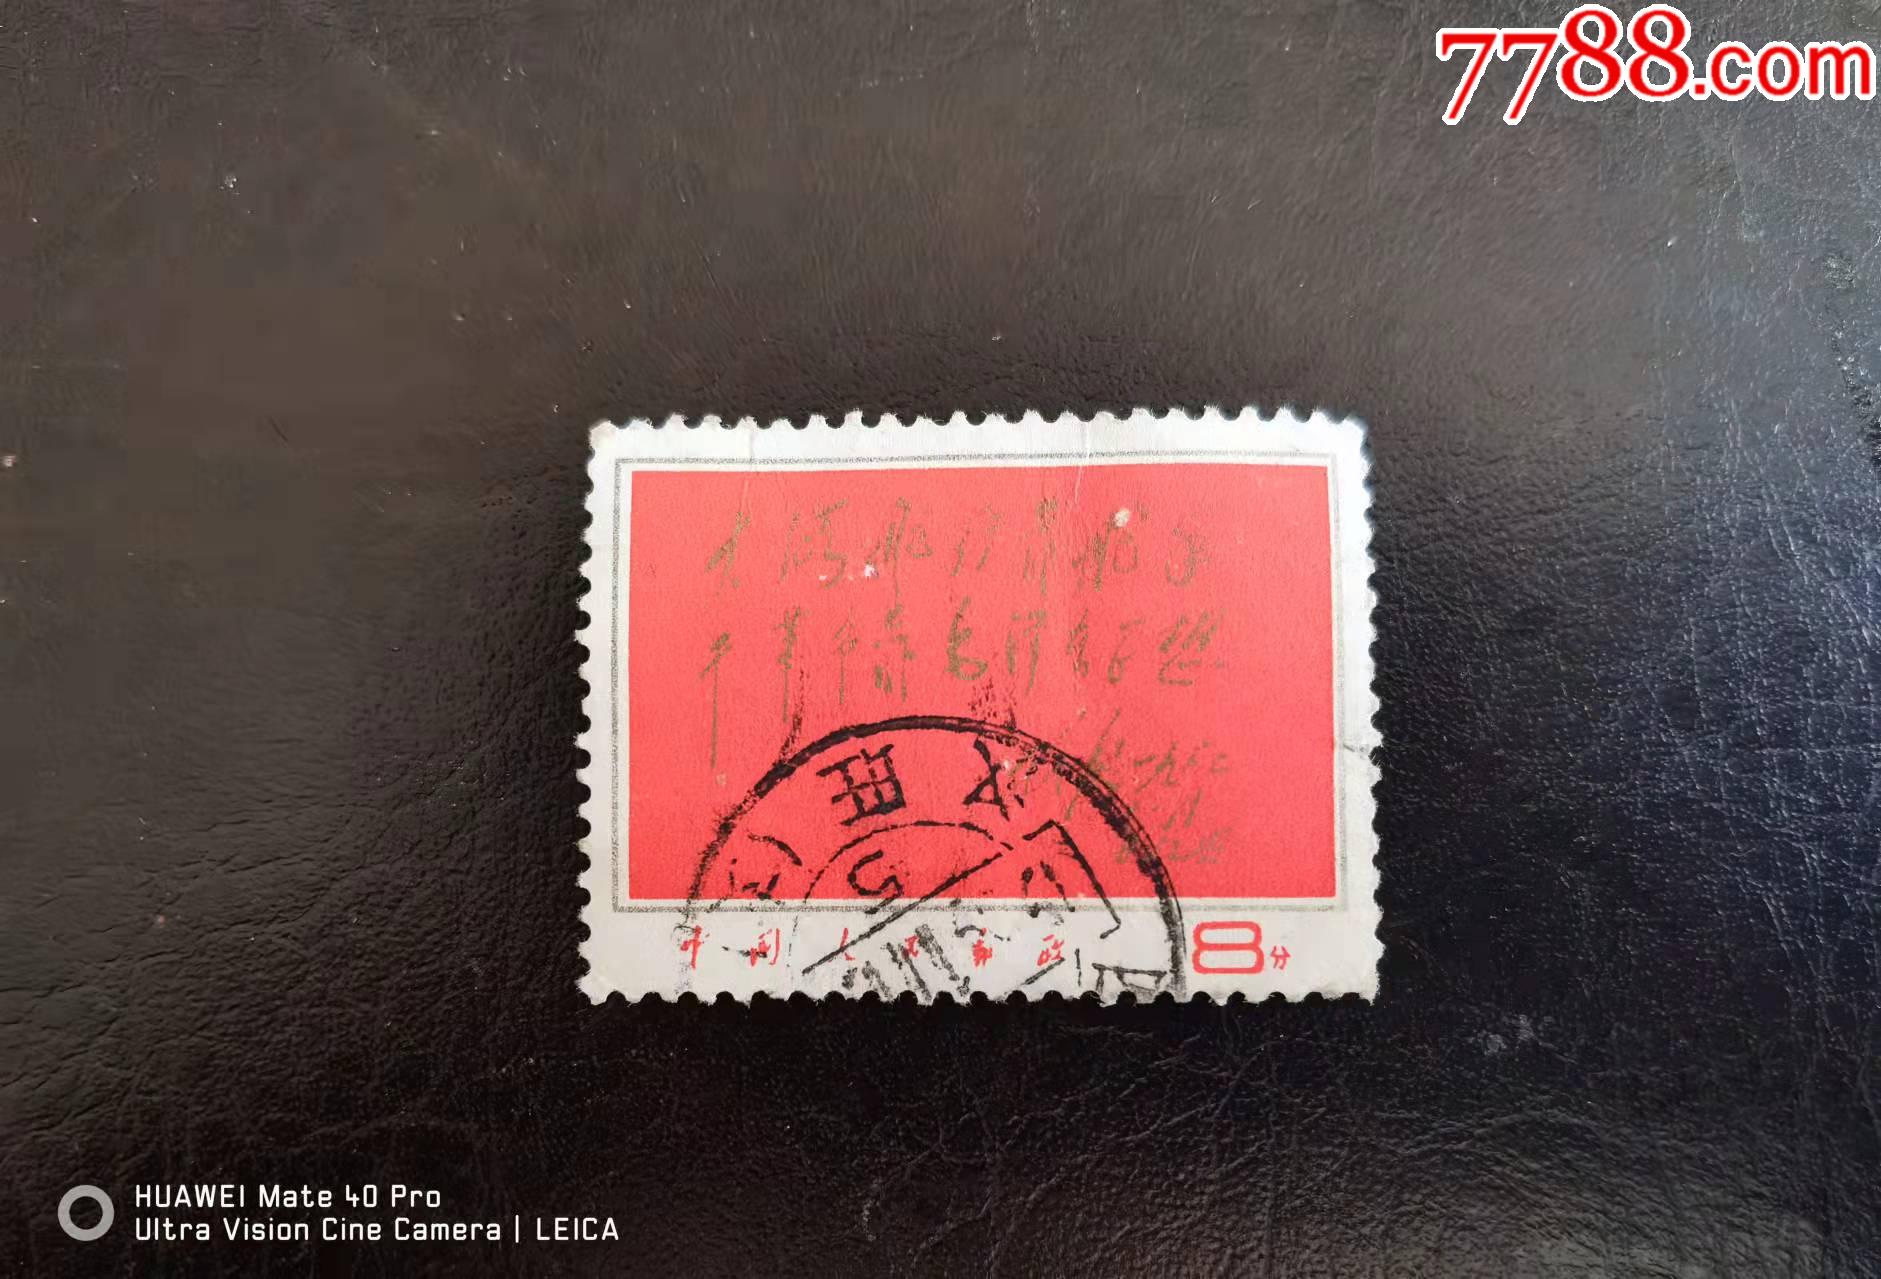 7788.com
大海航行靠舵手
干革命靠毛泽东思想
中国人民邮政 8分
HUAWEI Mate 40 Pro
Ultra Vision Cine Camera | LEICA